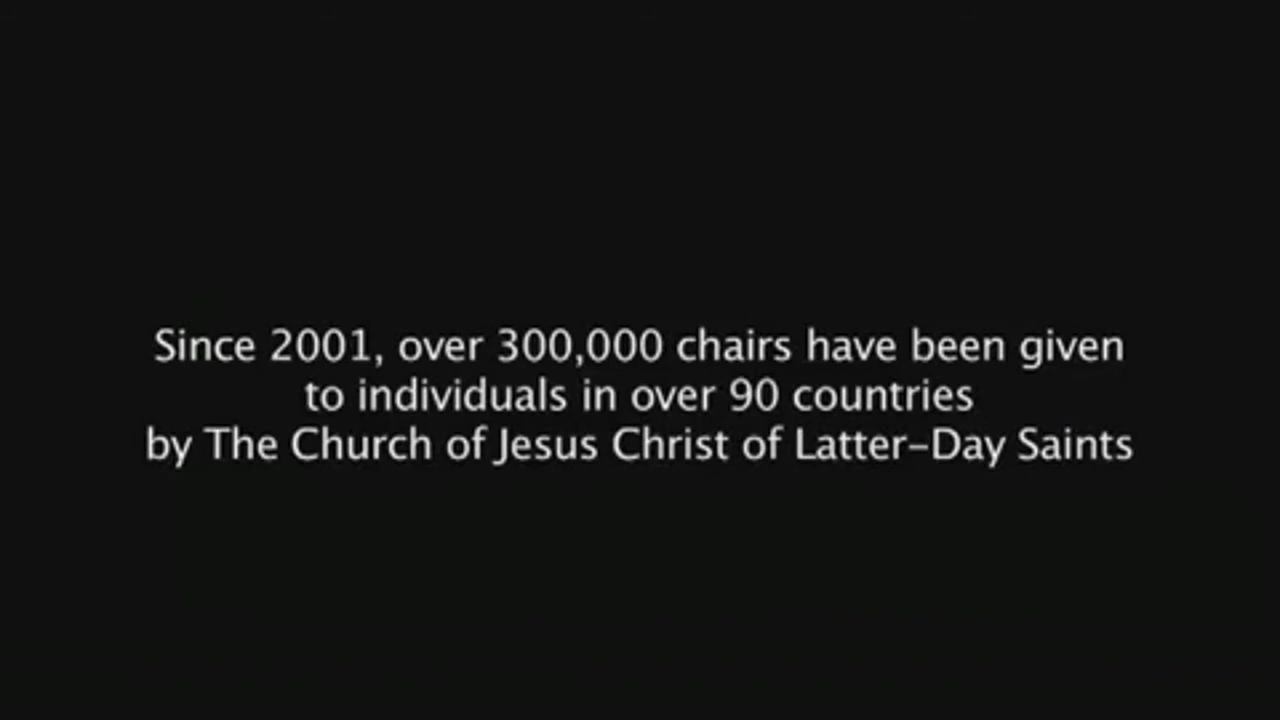 Since 2001, over 300,000 chairs have been given
to individuals in over 90 countries
by The Church of Jesus Christ of Latter-Day Saints